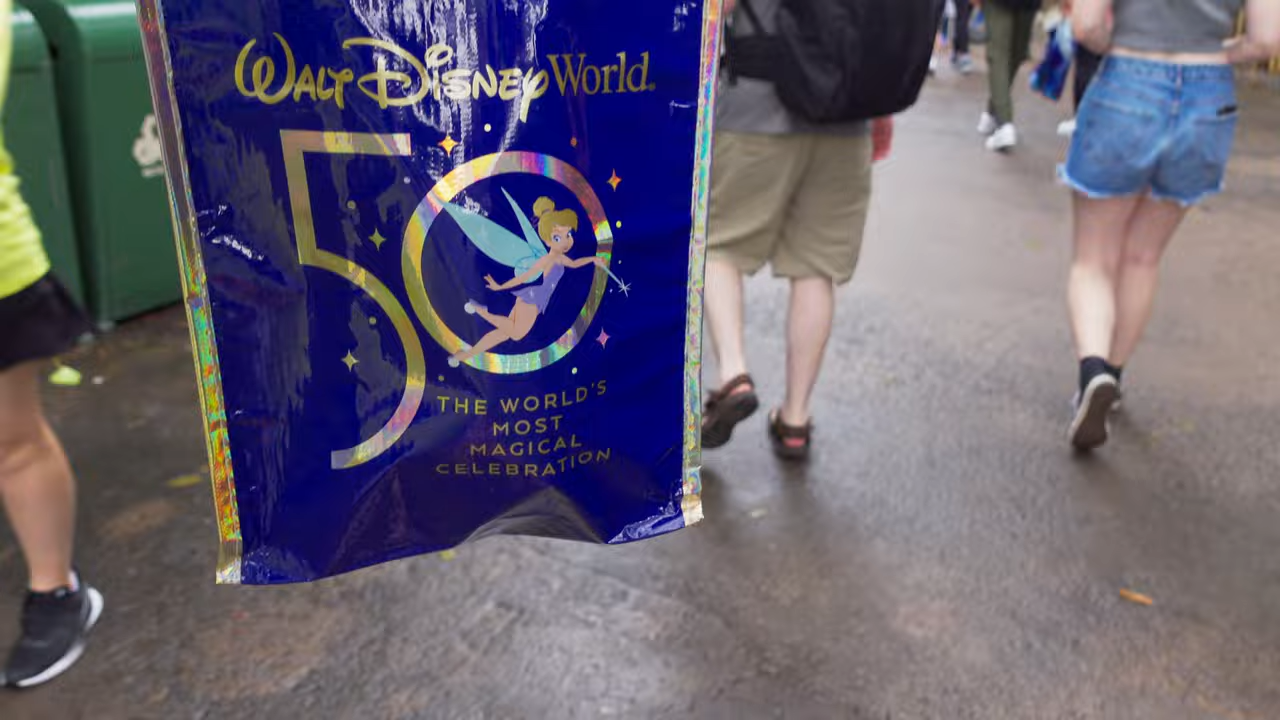 Walt Disney World.
50
THE WORLD'S
MOST
MAGICAL
CELEBRATION